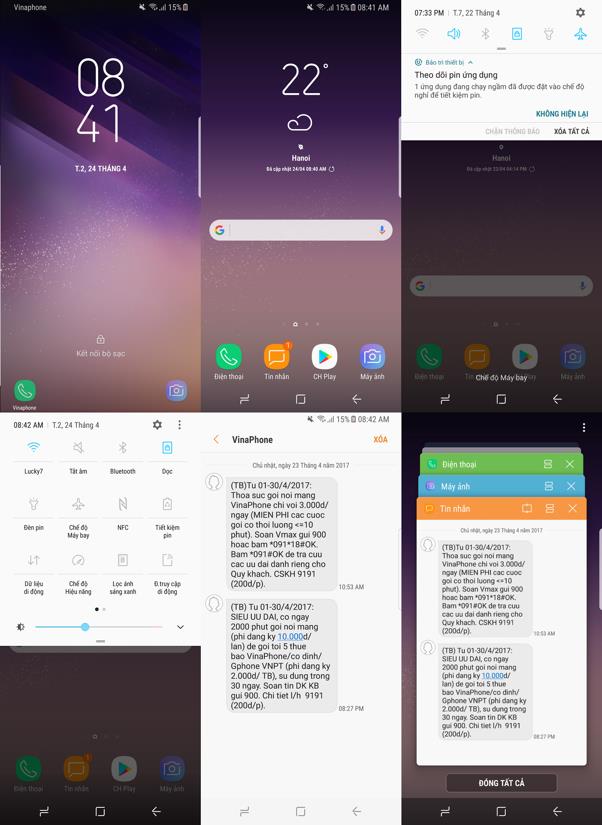 Vinaphone
15%
08
41
T.2, 24 THÁNG 4
Kết nối bộ sạc
Vinaphone
15% 08:41 AM
22°
Hanoi
Đã cập nhật 24/04 08:40 AM
Điện thoại
1
Tin nhắn
CH Play
Máy ảnh
07:33 PM | T.7, 22 Tháng 4
Bảo trì thiết bị
Theo dõi pin ứng dụng
1 ứng dụng đang chạy ngầm đã được đặt vào chế độ
nghỉ để tiết kiệm pin.
KHÔNG HIỆN LẠI
CHẶN THÔNG BÁO
XÓA TẤT CẢ
Hanoi
Đã cập nhật 22/04 04:14 PM
Điện thoại
Tin nhắn
CH Play
Máy ảnh
Chế độ Máy bay
08:42 AM | T.2, 24 Tháng 4
Lucky7
Tắt âm
Bluetooth
Dọc
Đèn pin
Chế độ
Máy bay
NFC
Tiết kiệm
pin
Dữ liệu
di động
Chế độ
Hiệu năng
Lọc ánh
sáng xanh
Đ.truy cập
di động
Điện thoại
1
Tin nhắn
CH Play
Máy ảnh
15% 08:42 AM
VinaPhone
XÓA
Chủ nhật, ngày 23 Tháng 4 năm 2017
(TB)Tu 01-30/4/2017:
Thoa suc goi noi mang
VinaPhone chi voi 3.000d/
ngay (MIEN PHI cac cuoc
goi co thoi luong <=10
phut). Soan Vmax gui 900
hoac bam *091*18#OK.
Bam *091#OK de tra cuu
cac uu dai danh rieng cho
Quy khach. CSKH 9191
(200d/p).
10:53 AM
(TB) Tu 01-30/4/2017:
SIEU UU DAI, co ngay
2000 phut goi noi mang
(phi dang ky 10.000d/
lan) de goi toi 5 thue
bao VinaPhone/co dinh/
Gphone VNPT (phi dang ky
2.000d/ TB), su dung trong
30 ngay. Soan tin DK KB
gui 900. Chi tiet l/h 9191
(200d/p).
08:27 PM
Điện thoại
Máy ảnh
Tin nhắn
Chủ nhật, ngày 23 Tháng 4 năm 2017
(TB)Tu 01-30/4/2017:
Thoa suc goi noi mang
VinaPhone chi voi 3.000d/
ngay (MIEN PHI cac cuoc
goi co thoi luong <=10
phut). Soan Vmax gui 900
hoac bam *091*18#OK.
Bam *091#OK de tra cuu
cac uu dai danh rieng cho
Quy khach. CSKH 9191
(200d/p).
10:53 AM
(TB) Tu 01-30/4/2017:
SIEU UU DAI, co ngay
2000 phut goi noi mang
(phi dang ky 10.000d/
lan) de goi toi 5 thue
bao VinaPhone/co dinh/
Gphone VNPT (phi dang ky
2.000d/ TB), su dung trong
30 ngay. Soan tin DK KB
gui 900. Chi tiet l/h 9191
(200d/p).
08:27 PM
ĐÓNG TẤT CẢ